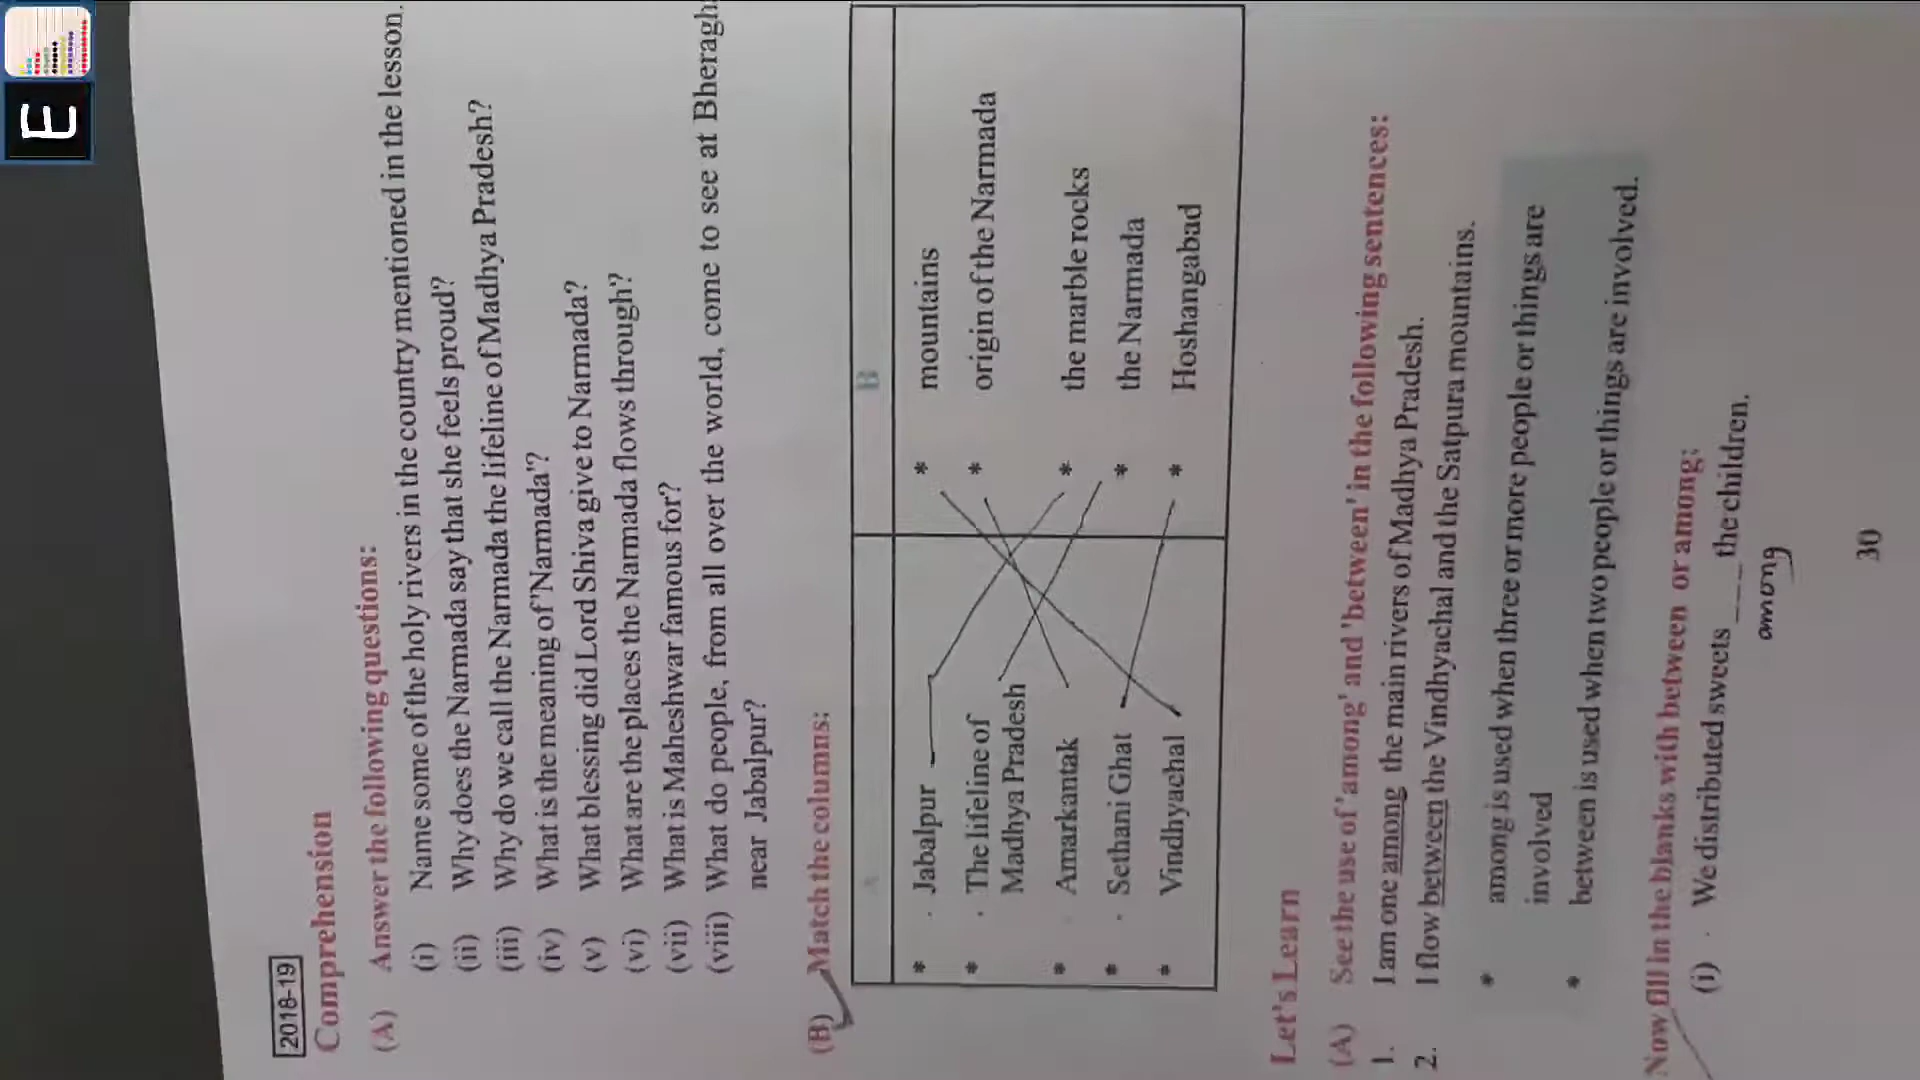 E
2018-19
Comprehension
(A) Answer the following questions:
(i) Name some of the holy rivers in the country mentioned in the lesson.
(ii) Why does the Narmada say that she feels proud?
(iii) Why do we call the Narmada the lifeline of Madhya Pradesh?
(iv) What is the meaning of 'Narmada'?
(v) What blessing did Lord Shiva give to Narmada?
(vi) What are the places the Narmada flows through?
(vii) What is Maheshwar famous for?
(viii) What do people, from all over the world, come to see at Bheragh
near Jabalpur?
(B) Match the columns:
A B
* Jabalpur * mountains
* The lifeline of * origin of the Narmada
Madhya Pradesh
* Amarkantak * the marble rocks
* Sethani Ghat * the Narmada
* Vindhyachal * Hoshangabad
Let's Learn
(A) See the use of 'among' and 'between' in the following sentences:
1. I am one among the main rivers of Madhya Pradesh.
2. I flow between the Vindhyachal and the Satpura mountains.
* among is used when three or more people or things are
involved
* between is used when two people or things are involved.
Now fill in the blanks with between or among:
(i) We distributed sweets ___ the children.
among
30